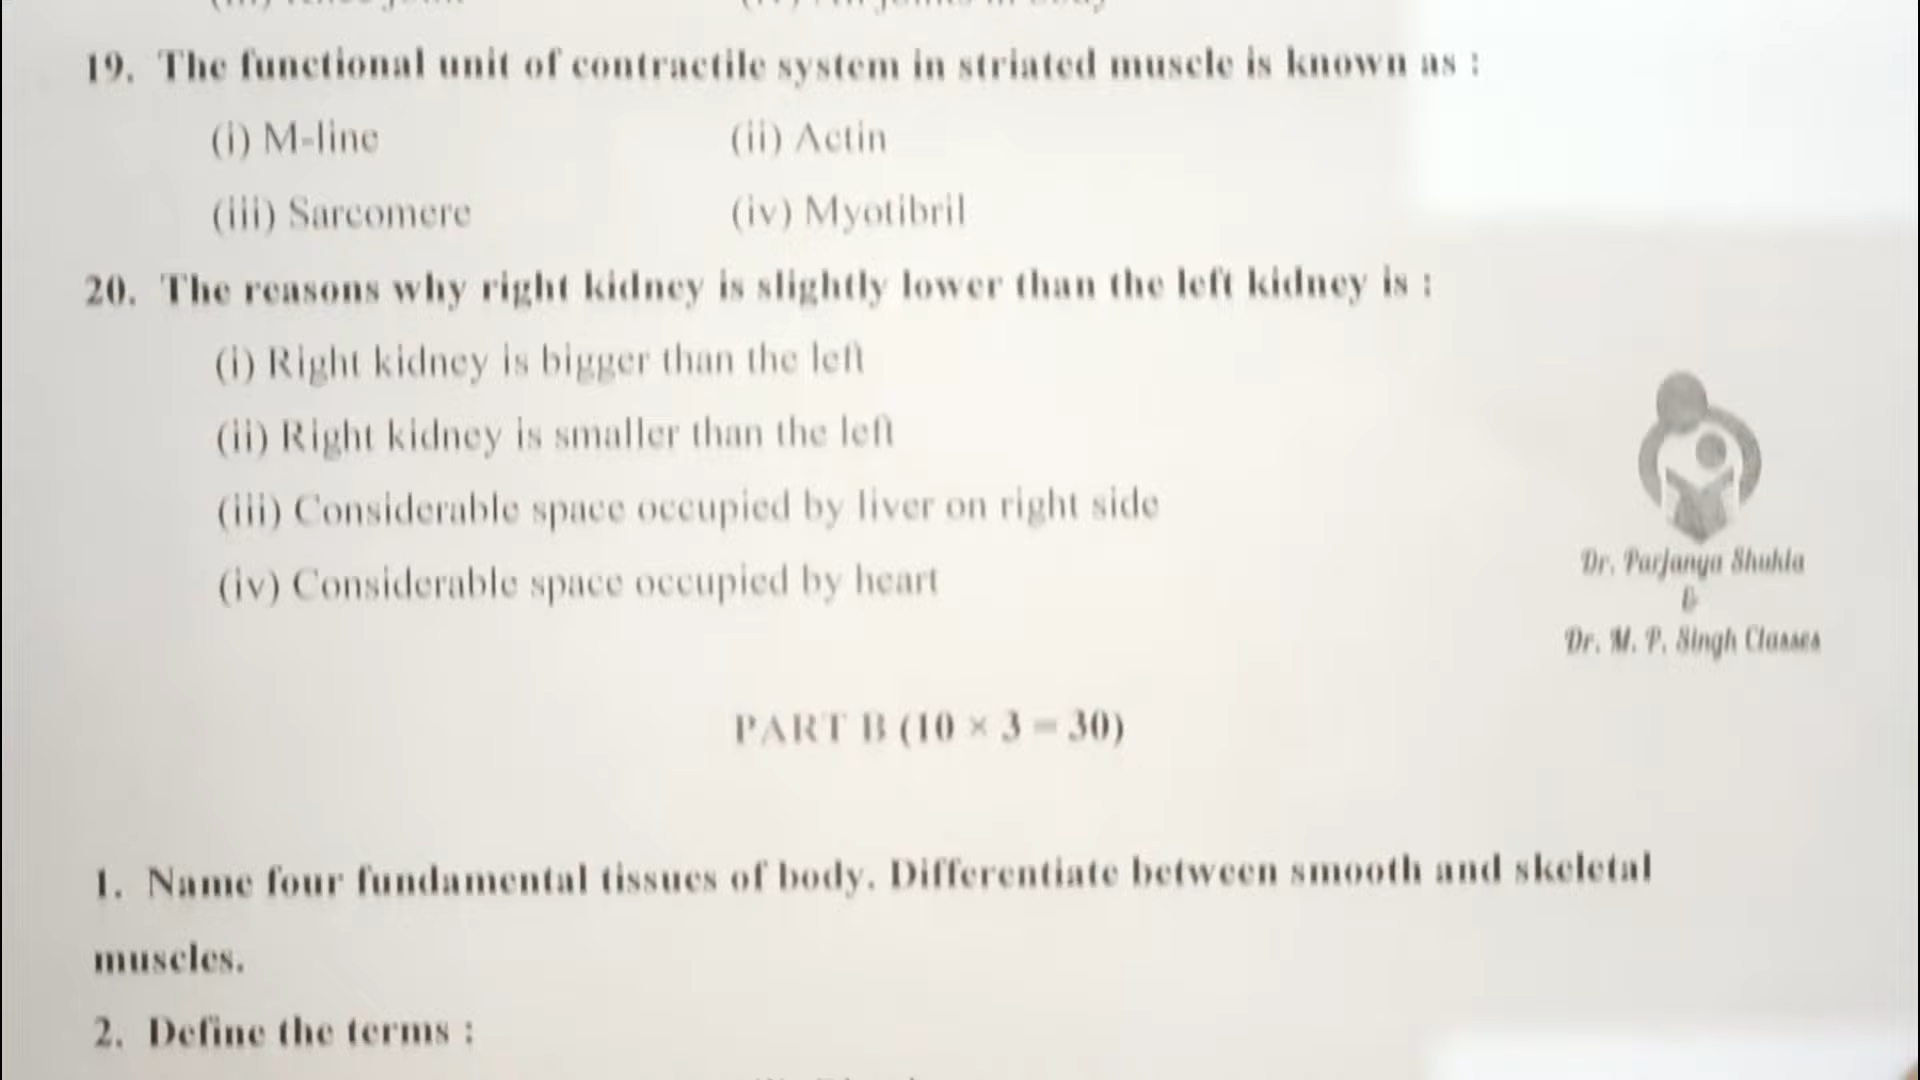 19. The functional unit of contractile system in striated muscle is known as :
(i) M-line (ii) Actin
(iii) Sarcomere (iv) Myotibril
20. The reasons why right kidney is slightly lower than the left kidney is :
(i) Right kidney is bigger than the left
(ii) Right kidney is smaller than the left
(iii) Considerable space occupied by liver on right side
(iv) Considerable space occupied by heart
Dr. Parjanya Shukla
&
Dr. M. P. Singh Classes
PART B (10 × 3 = 30)
1. Name four fundamental tissues of body. Differentiate between smooth and skeletal
muscles.
2. Define the terms :